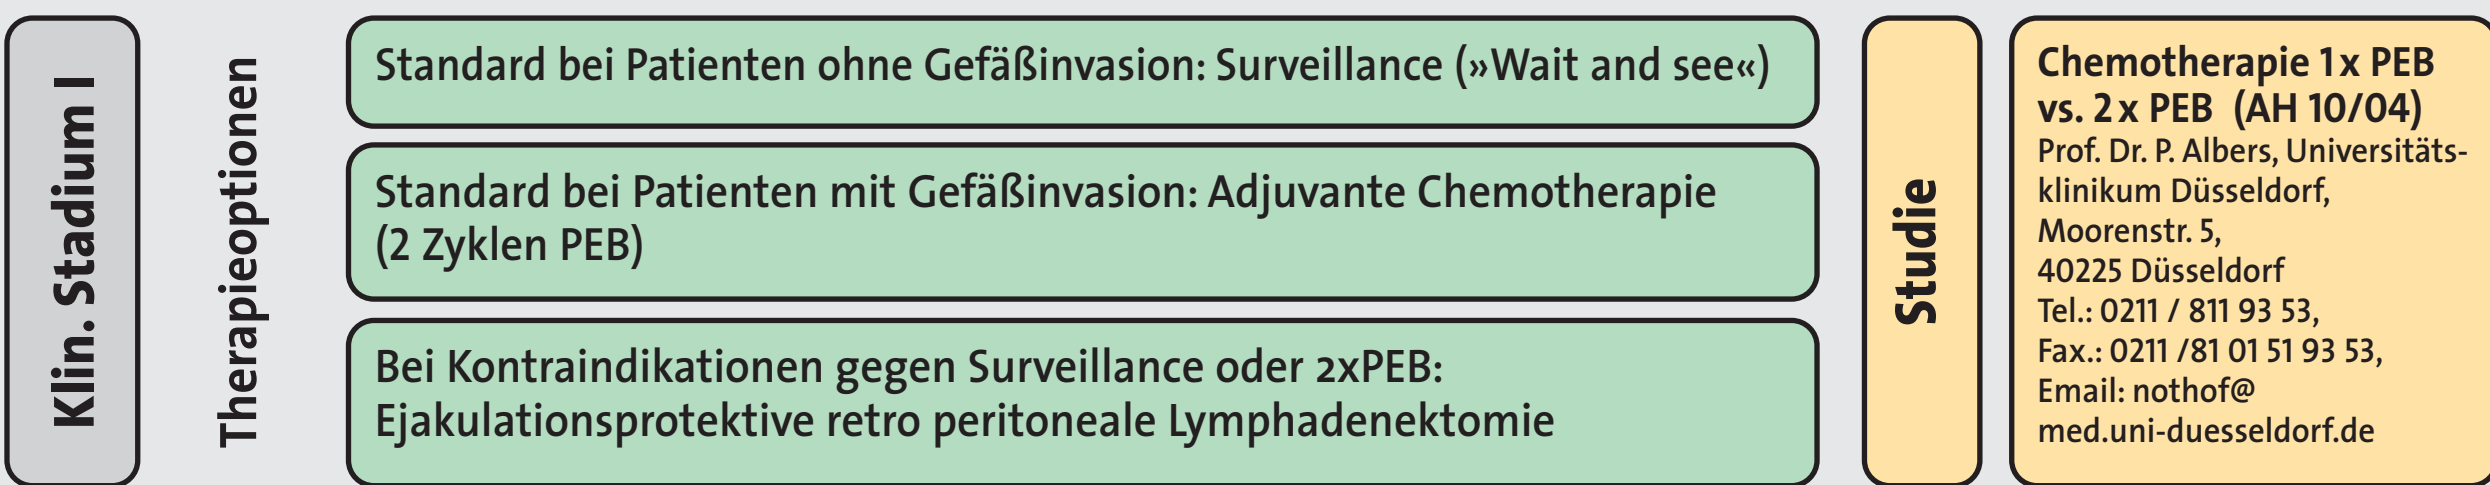 Klin. Stadium I
Therapieoptionen
Standard bei Patienten ohne Gefäßinvasion: Surveillance (»Wait and see«)
Standard bei Patienten mit Gefäßinvasion: Adjuvante Chemotherapie
(2 Zyklen PEB)
Bei Kontraindikationen gegen Surveillance oder 2xPEB:
Ejakulationsprotektive retro peritoneale Lymphadenektomie
Studie
Chemotherapie 1x PEB
vs. 2 x PEB (AH 10/04)
Prof. Dr. P. Albers, Universitäts-
klinikum Düsseldorf,
Moorenstr. 5,
40225 Düsseldorf
Tel.: 0211 / 811 93 53,
Fax.: 0211 /81 01 51 93 53,
Email: nothof@
med.uni-duesseldorf.de